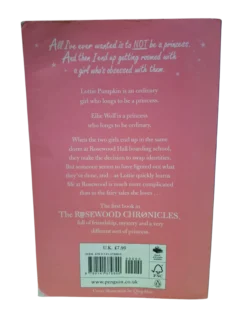 All I've ever wanted is to NOT be a princess.
And then I end up getting roomed with
a girl who's obsessed with them.
Lottie Pumpkin is an ordinary
girl who longs to be a princess.
Ellie Wolf is a princess
who longs to be ordinary.
When the two girls end up in the same
dorm at Rosewood Hall boarding school,
they make the decision to swap identities.
But someone seems to have figured out what
they've done, and – as Lottie quickly learns –
life at Rosewood is much more complicated
than in the fairy tales she loves . . .
The first book in
The ROSEWOOD CHRONICLES,
full of friendship, mystery and a very
different sort of princess.
U.K. £7.99
www.penguin.co.uk